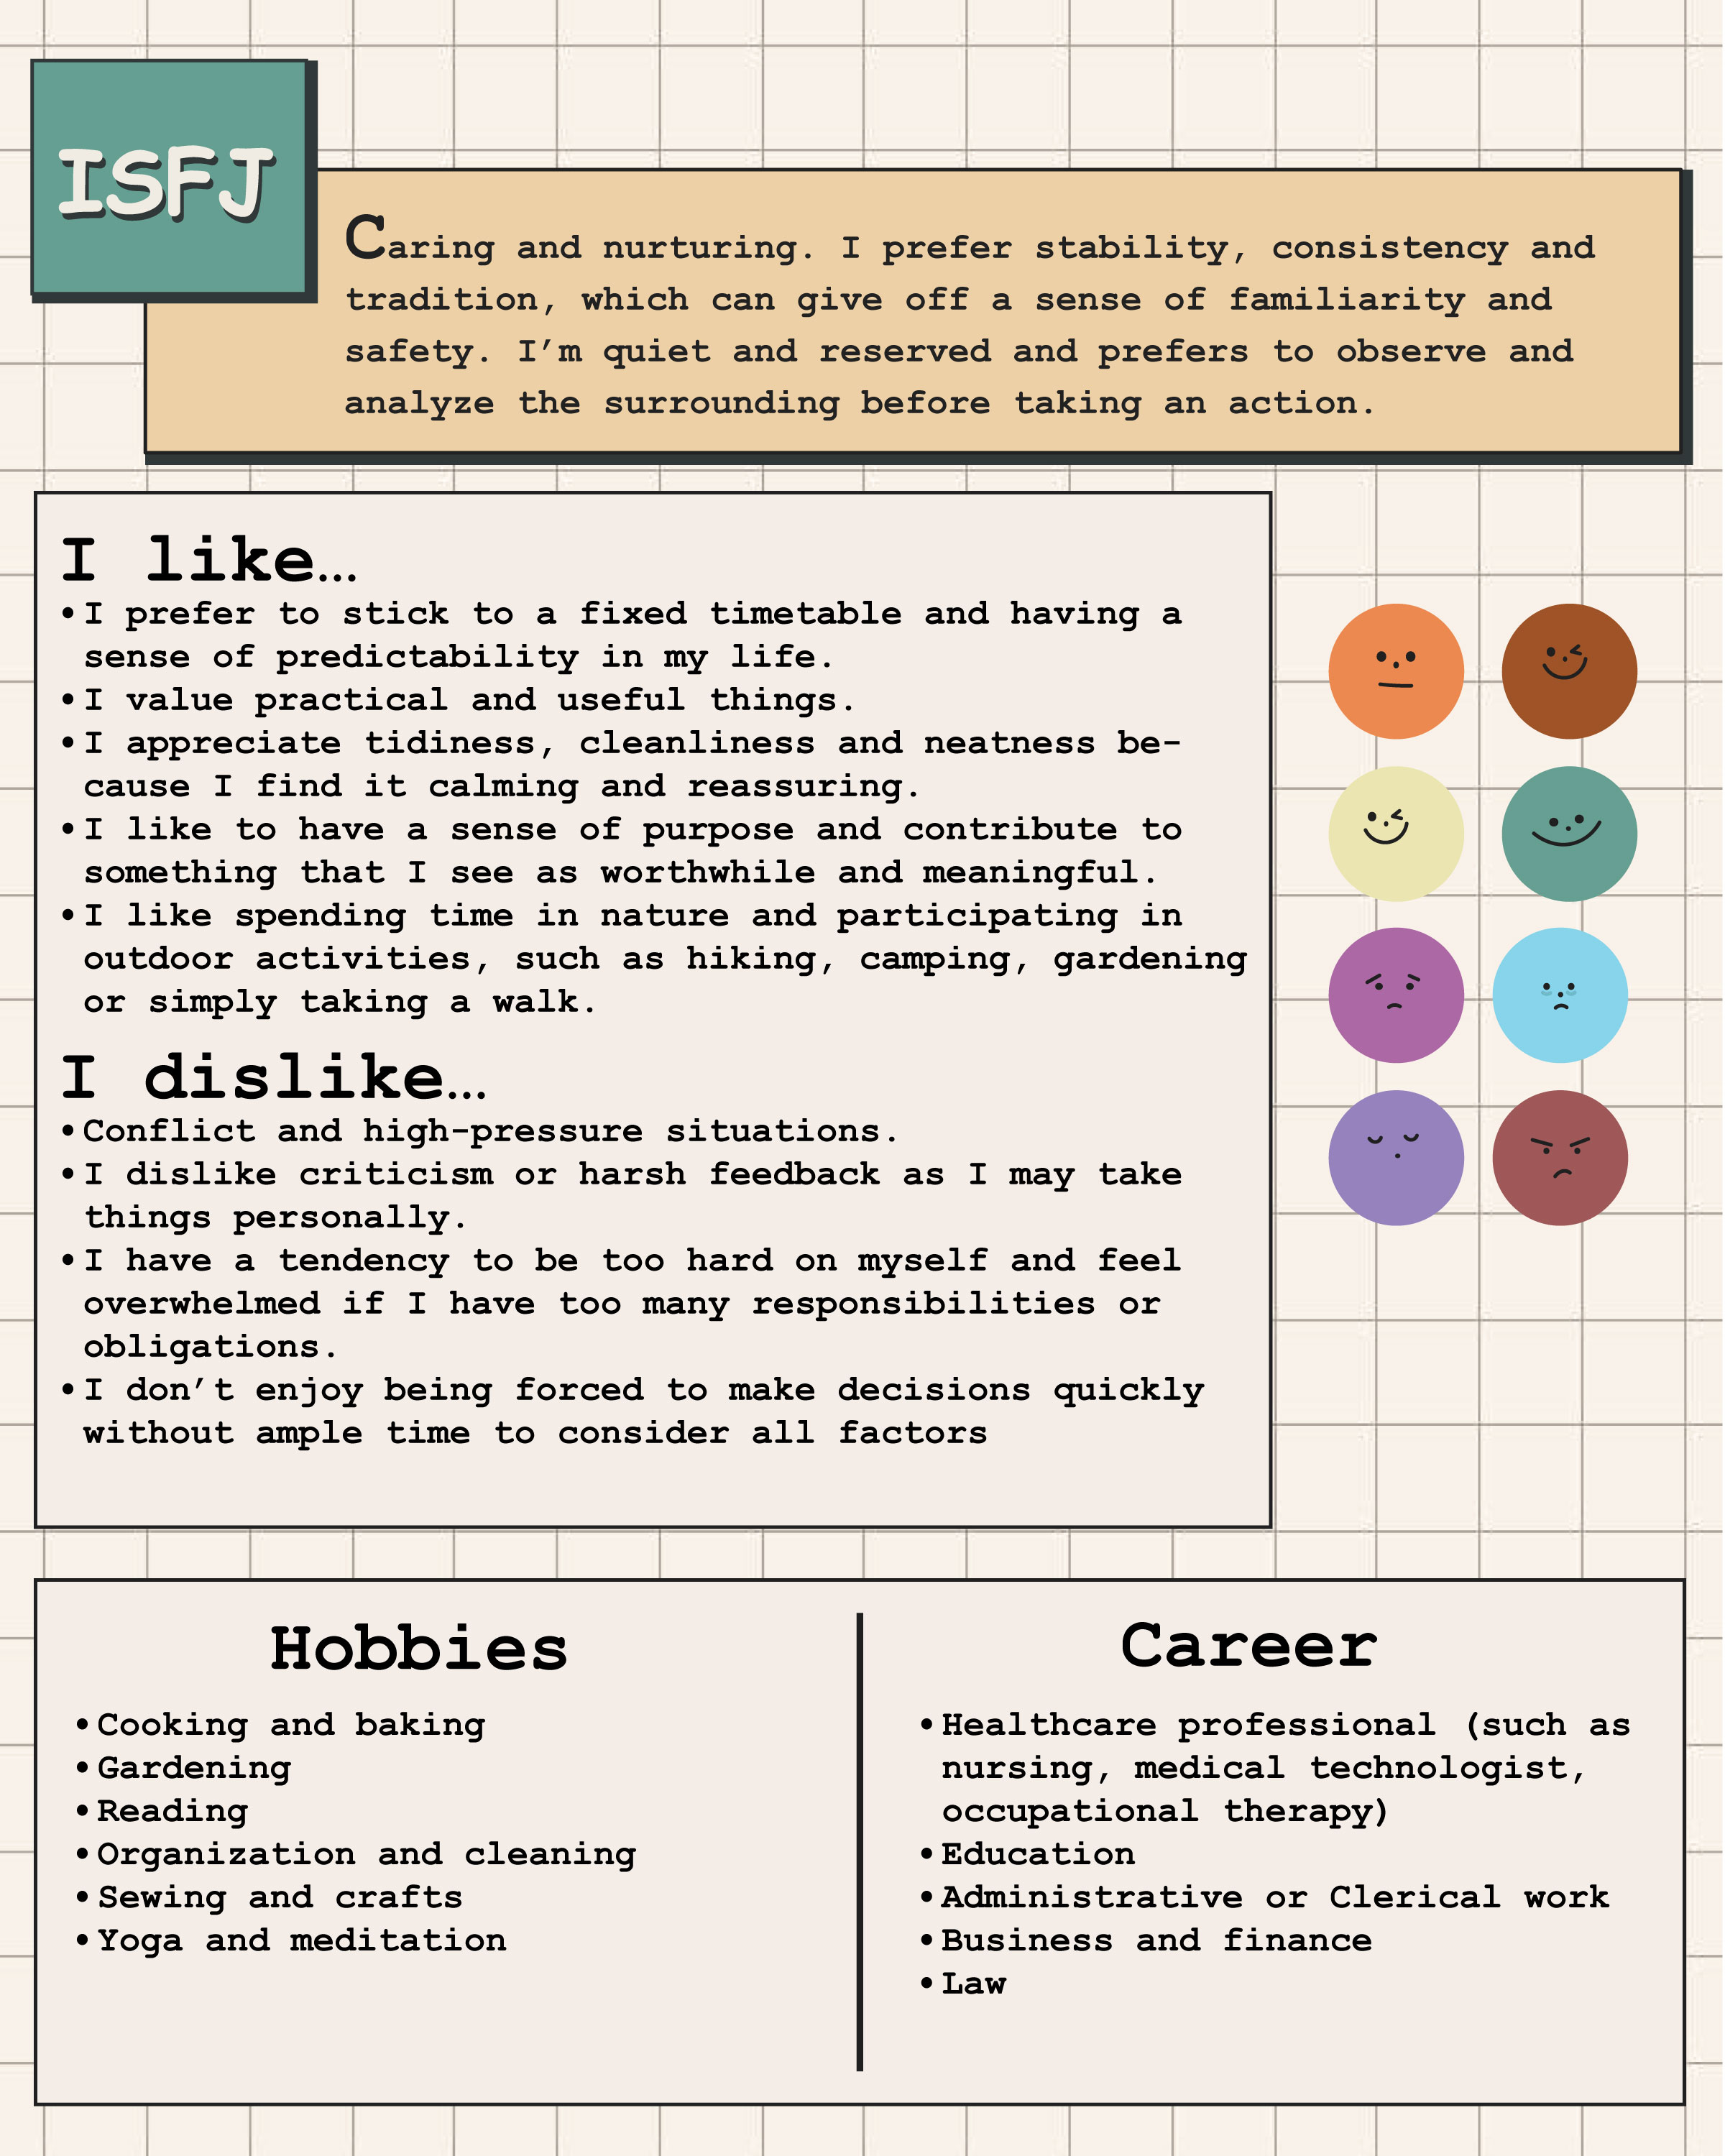 ISFJ
Caring and nurturing. I prefer stability, consistency and
tradition, which can give off a sense of familiarity and
safety. I’m quiet and reserved and prefers to observe and
analyze the surrounding before taking an action.
I like…
•I prefer to stick to a fixed timetable and having a
sense of predictability in my life.
•I value practical and useful things.
•I appreciate tidiness, cleanliness and neatness be-
cause I find it calming and reassuring.
•I like to have a sense of purpose and contribute to
something that I see as worthwhile and meaningful.
•I like spending time in nature and participating in
outdoor activities, such as hiking, camping, gardening
or simply taking a walk.
I dislike…
•Conflict and high-pressure situations.
•I dislike criticism or harsh feedback as I may take
things personally.
•I have a tendency to be too hard on myself and feel
overwhelmed if I have too many responsibilities or
obligations.
•I don’t enjoy being forced to make decisions quickly
without ample time to consider all factors
Hobbies
•Cooking and baking
•Gardening
•Reading
•Organization and cleaning
•Sewing and crafts
•Yoga and meditation
Career
•Healthcare professional (such as
nursing, medical technologist,
occupational therapy)
•Education
•Administrative or Clerical work
•Business and finance
•Law